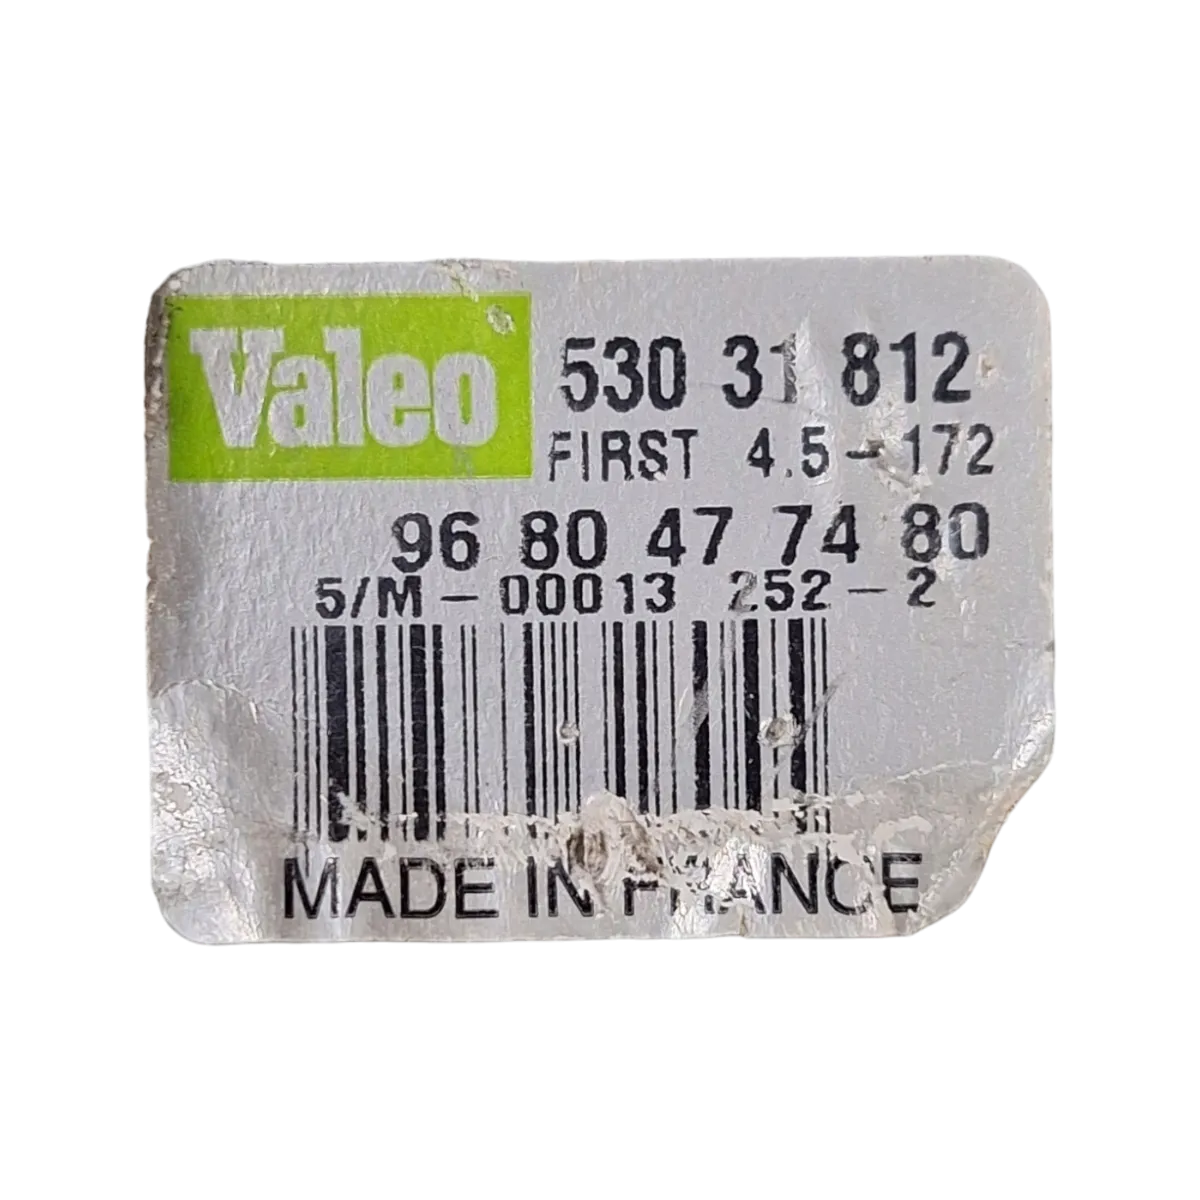 Valeo
530 31 812
FIRST 4.5-172
96 80 47 74 80
5/M-00013 252-2
MADE IN FRANCE